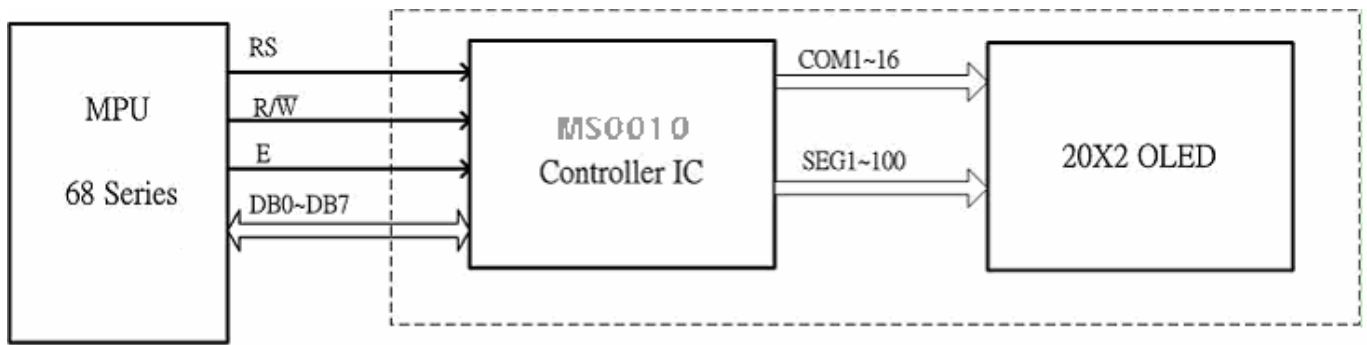 MPU
68 Series
RS
R/W̅
E
DB0~DB7
MS0010
Controller IC
COM1~16
SEG1~100
20X2 OLED